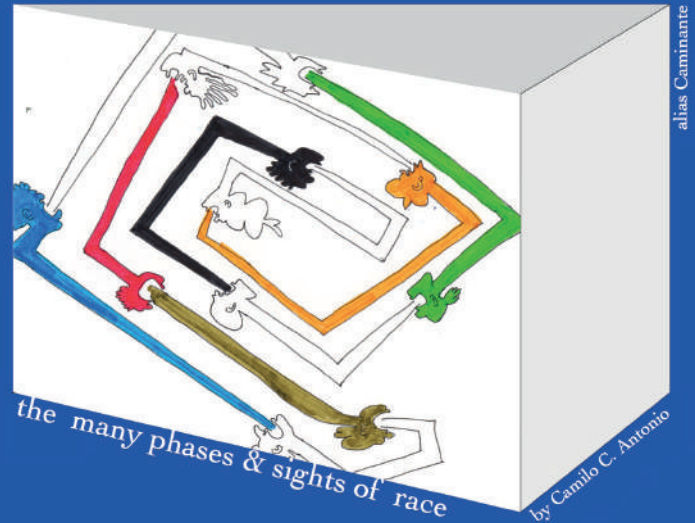 alias Caminante
the many phases & sights of race
by Camilo C. Antonio